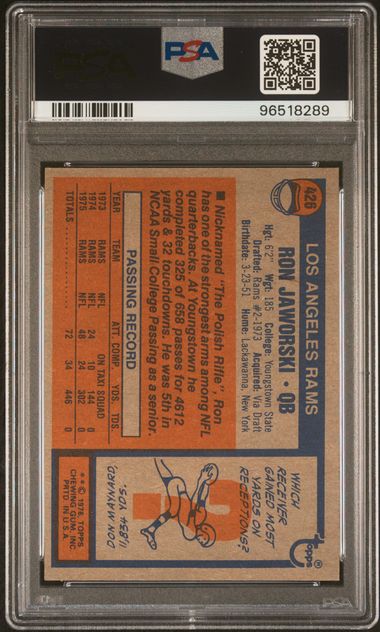 PSA
96518289
426
LOS ANGELES RAMS
RON JAWORSKI • QB
Hgt: 6'2" Wgt: 185 College: Youngstown State
Drafted: Rams #2-1973 Acquired: Via Draft
Birthdate: 3-23-51 Home: Lackawanna, New York
■ Nicknamed "The Polish Rifle", Ron
has one of the strongest arms among NFL
quarterbacks. At Youngstown he
completed 325 of 658 passes for 4612
yards & 32 touchdowns. He was 5th in
NCAA Small College Passing as a senior.
PASSING RECORD
YEAR TEAM ATT. COMP. YDS. TDS.
1973 RAMS NFL ON TAXI SQUAD
1974 RAMS NFL 24 10 144 0
1975 RAMS NFL 48 24 302 0
TOTALS 72 34 446 0
Topps®
WHICH
RECEIVER
GAINED MOST
YARDS ON
RECEPTIONS?
DON MAYNARD
11,834 YDS.
* * © 1976, TOPPS
CHEWING GUM, INC.
PRTD IN U.S.A.
PSA